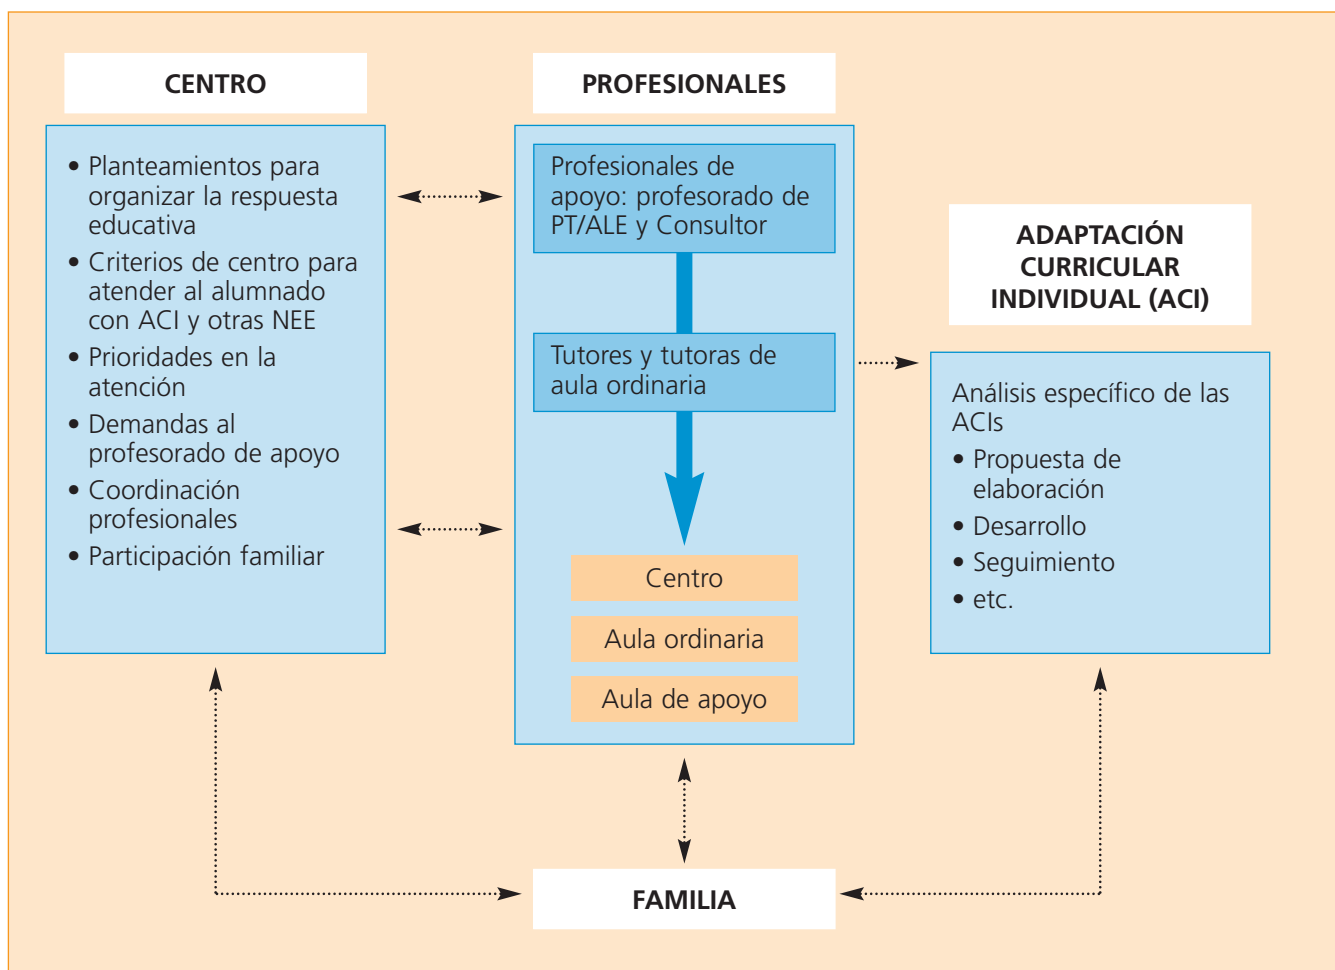 CENTRO
• Planteamientos para
organizar la respuesta
educativa
• Criterios de centro para
atender al alumnado
con ACI y otras NEE
• Prioridades en la
atención
• Demandas al
profesorado de apoyo
• Coordinación
profesionales
• Participación familiar
PROFESIONALES
Profesionales de
apoyo: profesorado de
PT/ALE y Consultor
Tutores y tutoras de
aula ordinaria
Centro
Aula ordinaria
Aula de apoyo
ADAPTACIÓN
CURRICULAR
INDIVIDUAL (ACI)
Análisis específico de las
ACIs
• Propuesta de
elaboración
• Desarrollo
• Seguimiento
• etc.
FAMILIA